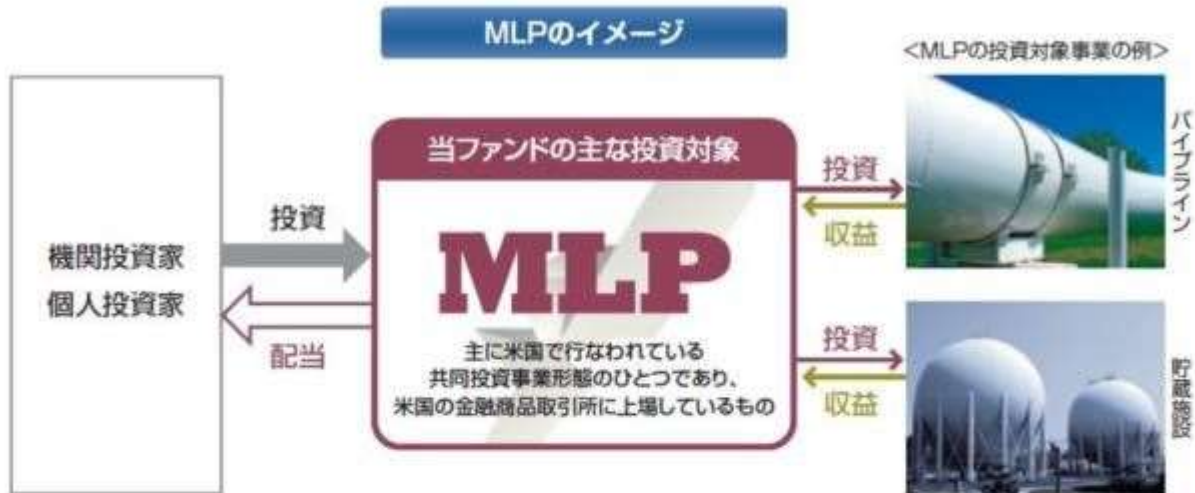 MLPのイメージ
<MLPの投資対象事業の例>
機関投資家
個人投資家
投資
配当
当ファンドの主な投資対象
MLP
主に米国で行なわれている
共同投資事業形態のひとつであり、
米国の金融商品取引所に上場しているもの
投資
収益
パイプライン
投資
収益
貯蔵施設